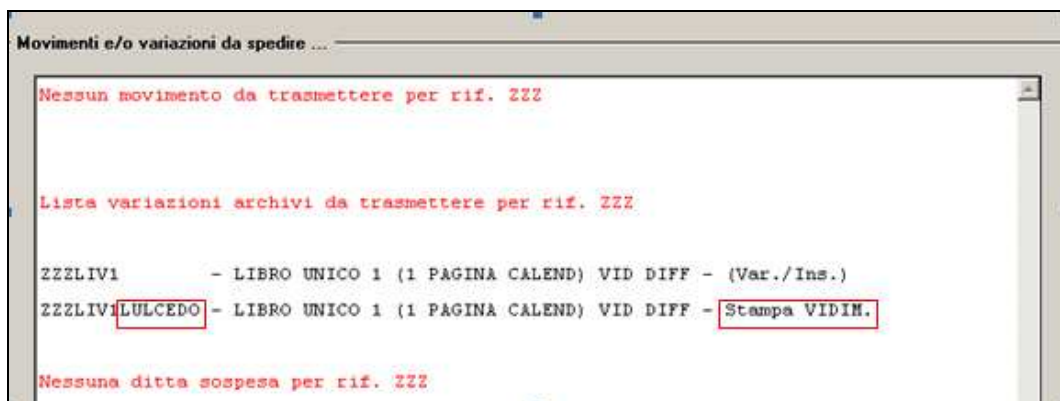 Movimenti e/o variazioni da spedire ...
Nessun movimento da trasmettere per rif. ZZZ
Lista variazioni archivi da trasmettere per rif. ZZZ
ZZZLIV1 - LIBRO UNICO 1 (1 PAGINA CALEND) VID DIFF - (Var./Ins.)
ZZZLIV1LULCEDO - LIBRO UNICO 1 (1 PAGINA CALEND) VID DIFF - Stampa VIDIM.
Nessuna ditta sospesa per rif. ZZZ